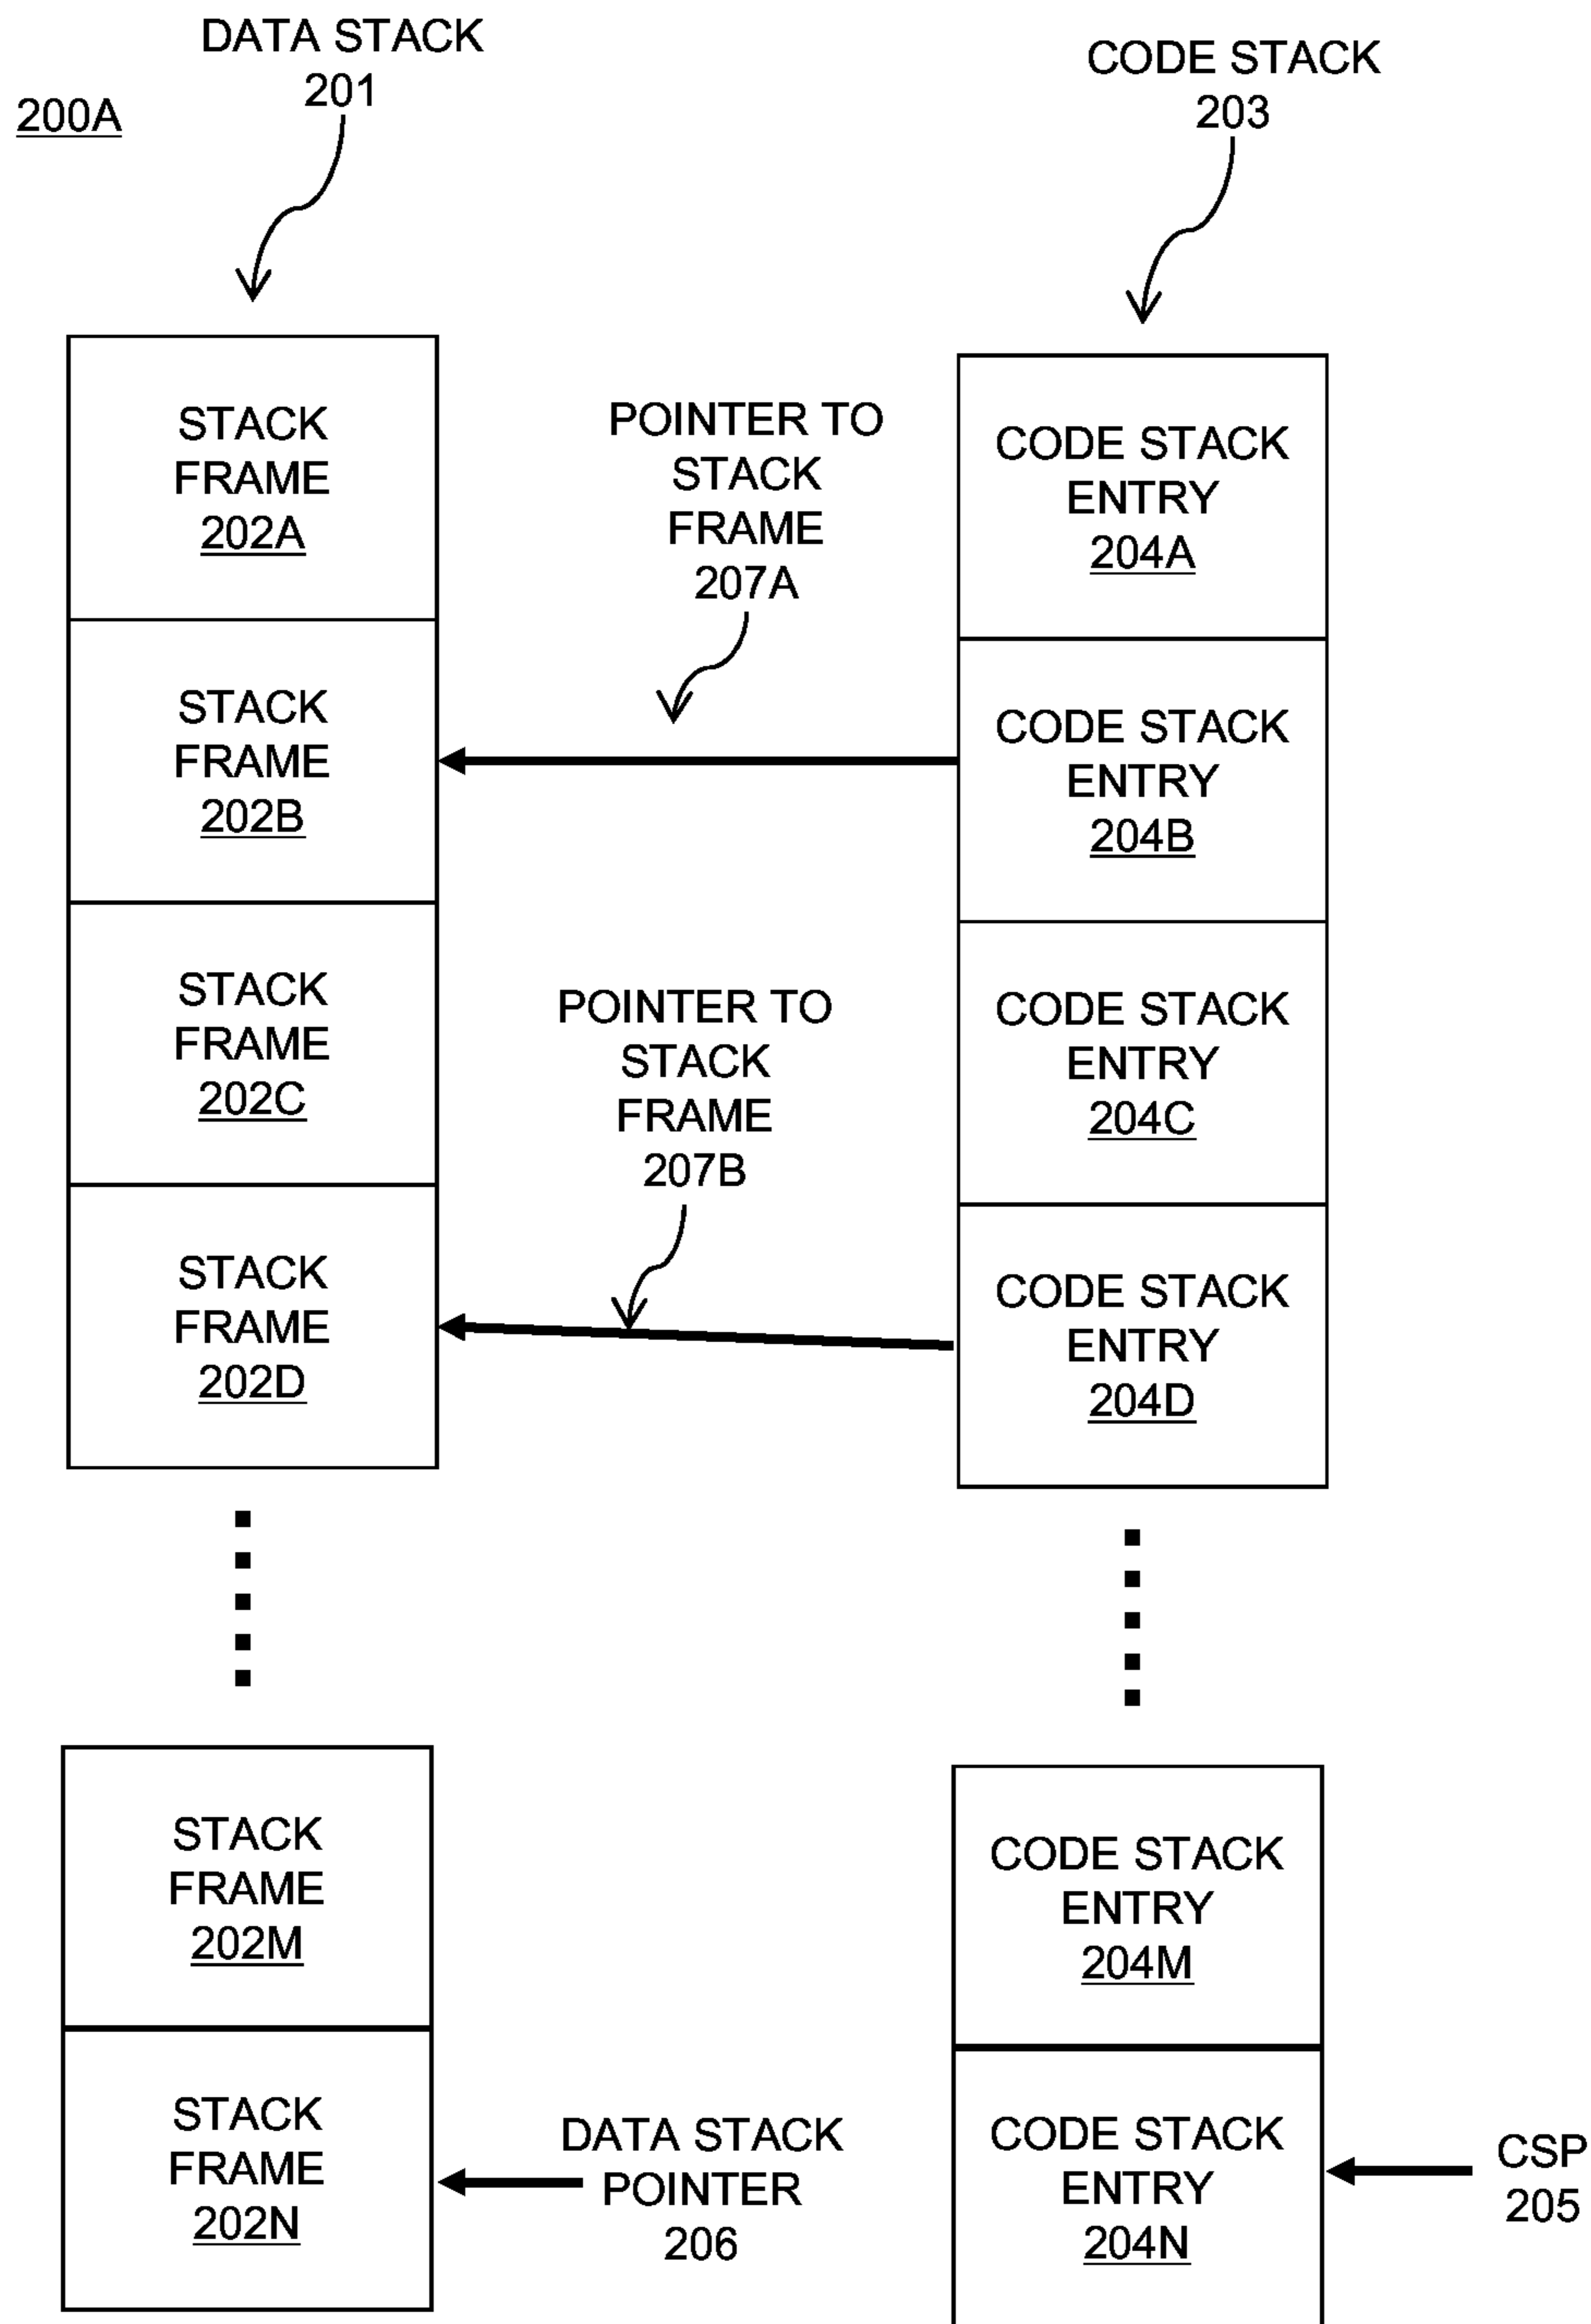 DATA STACK
201
CODE STACK
203
200A
STACK
FRAME
202A
POINTER TO
STACK
FRAME
207A
CODE STACK
ENTRY
204A
STACK
FRAME
202B
CODE STACK
ENTRY
204B
STACK
FRAME
202C
POINTER TO
STACK
FRAME
207B
CODE STACK
ENTRY
204C
STACK
FRAME
202D
CODE STACK
ENTRY
204D
STACK
FRAME
202M
CODE STACK
ENTRY
204M
STACK
FRAME
202N
DATA STACK
POINTER
206
CODE STACK
ENTRY
204N
CSP
205